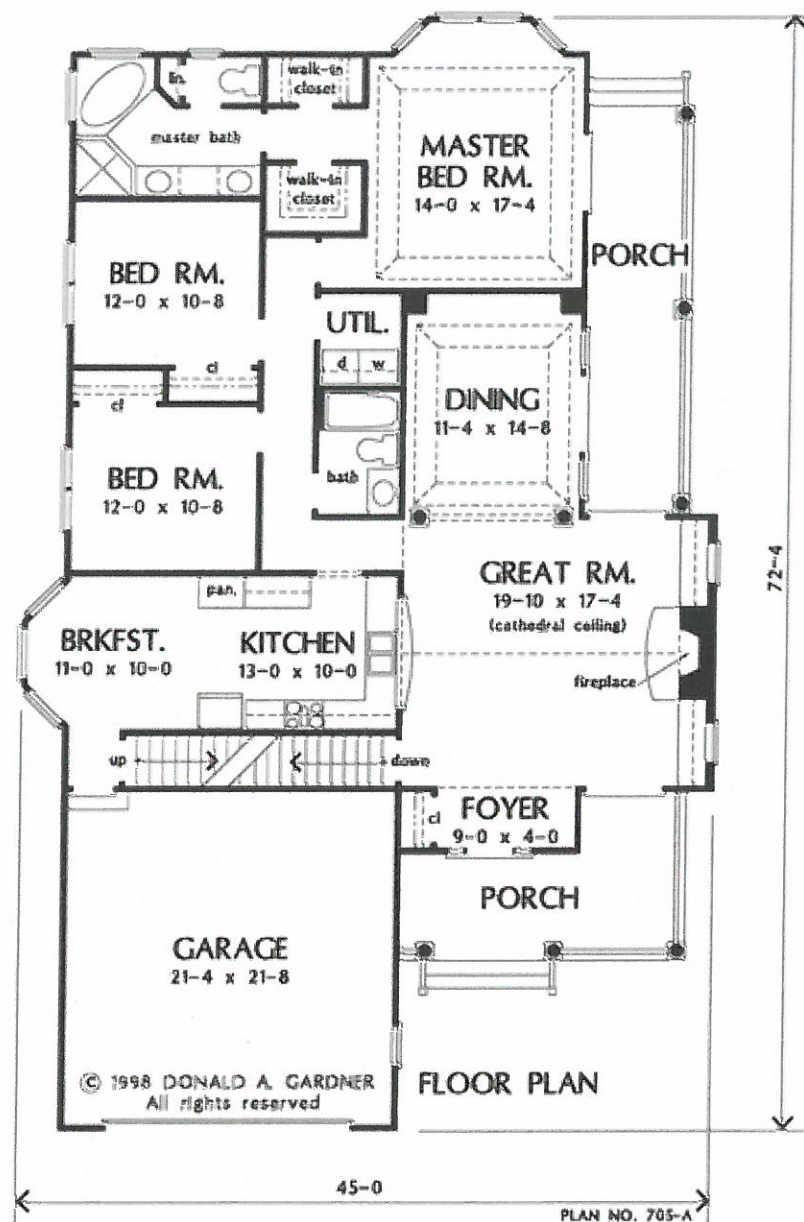 lin.
walk-in
closet
master bath
walk-in
closet
MASTER
BED RM.
14-0 x 17-4
PORCH
BED RM.
12-0 x 10-8
cl
UTIL.
d w
DINING
11-4 x 14-8
cl
BED RM.
12-0 x 10-8
bath
72-4
GREAT RM.
19-10 x 17-4
(cathedral ceiling)
fireplace
pan.
BRKFST.
11-0 x 10-0
KITCHEN
13-0 x 10-0
up
down
cl
FOYER
9-0 x 4-0
PORCH
GARAGE
21-4 x 21-8
© 1998 DONALD A. GARDNER
All rights reserved
FLOOR PLAN
45-0
PLAN NO. 705-A